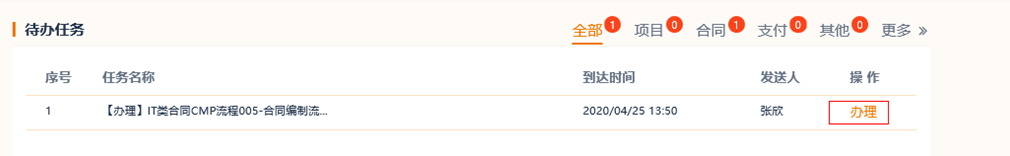 待办任务 全部 1 项目 0 合同 1 支付 0 其他 0 更多 »
序号 任务名称 到达时间 发送人 操 作
1 【办理】IT类合同CMP流程005-合同编制流... 2020/04/25 13:50 张欣 办理